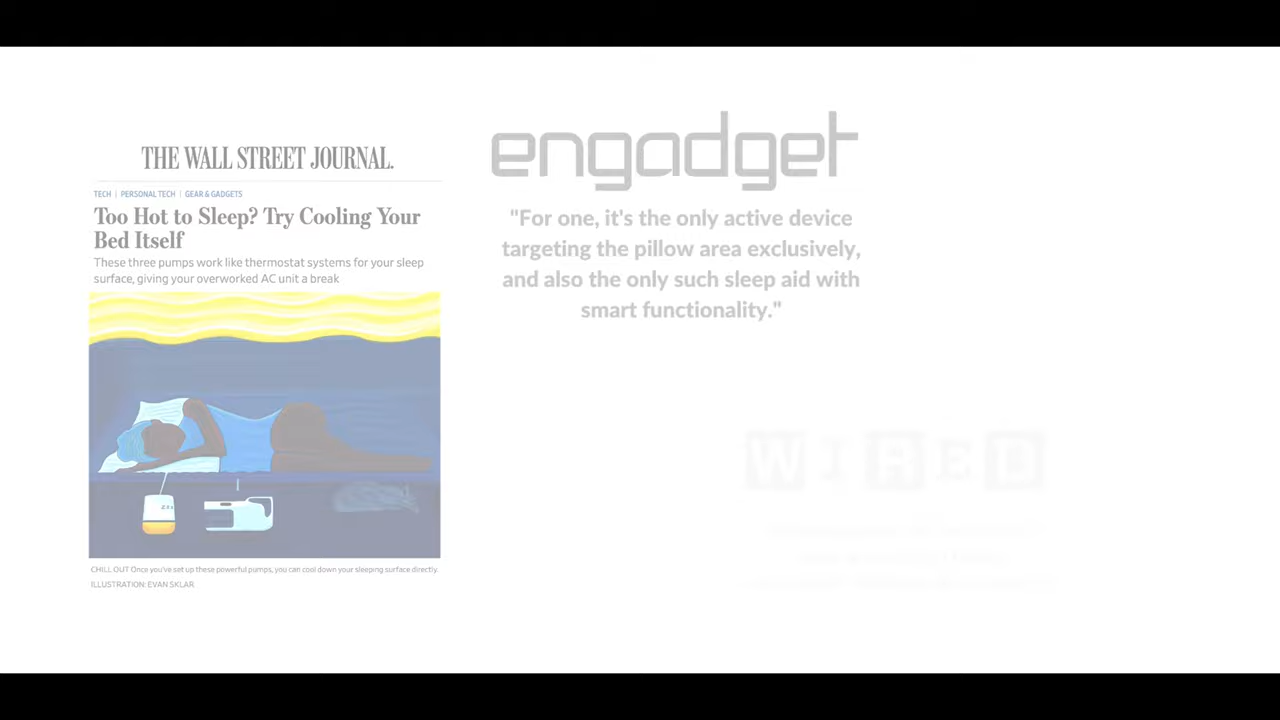 THE WALL STREET JOURNAL.
TECH | PERSONAL TECH | GEAR & GADGETS
Too Hot to Sleep? Try Cooling Your
Bed Itself
These three pumps work like thermostat systems for your sleep
surface, giving your overworked AC unit a break
CHILL OUT Once you've set up these powerful pumps, you can cool down your sleeping surface directly.
ILLUSTRATION: EVAN SKLAR
engadget
"For one, it's the only active device
targeting the pillow area exclusively,
and also the only such sleep aid with
smart functionality."
WIRED